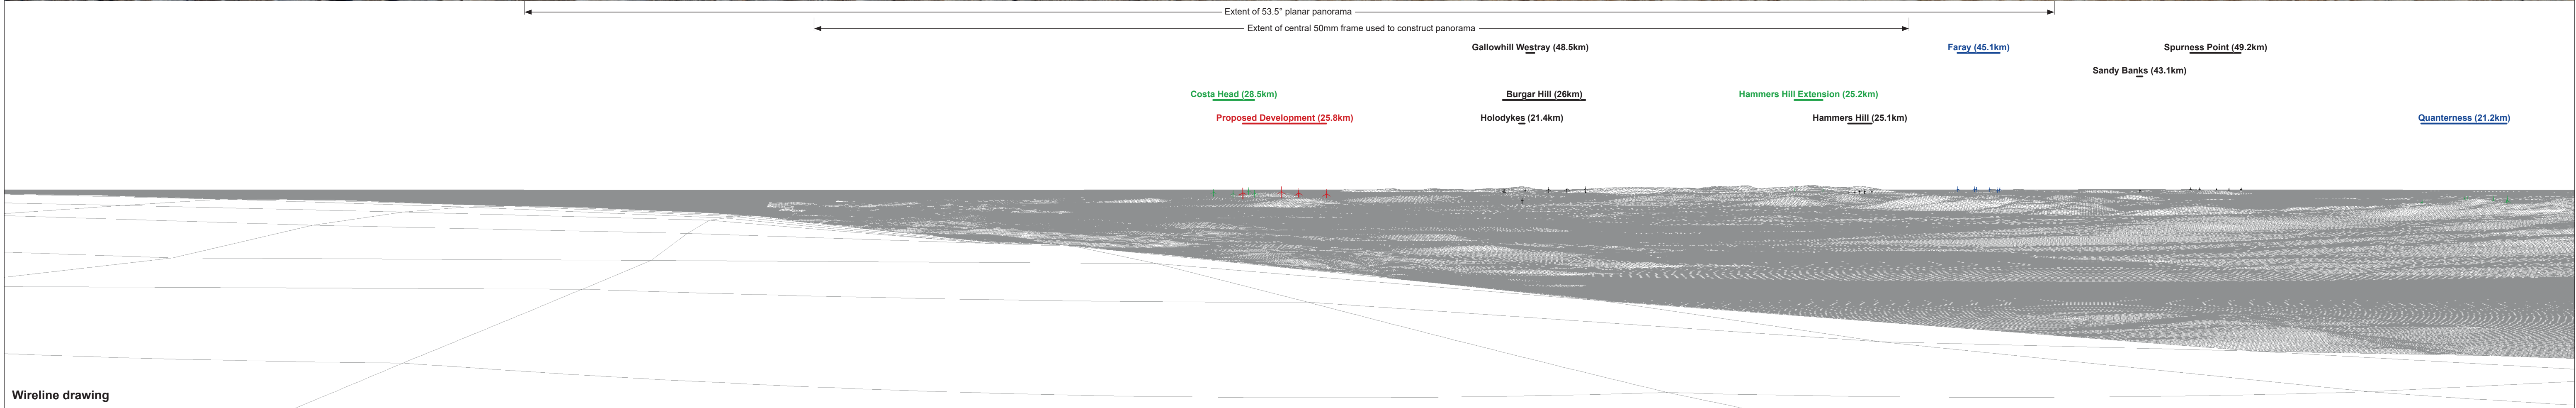 Extent of 53.5° planar panorama
Extent of central 50mm frame used to construct panorama
Gallowhill Westray (48.5km)
Faray (45.1km)
Spurness Point (49.2km)
Sandy Banks (43.1km)
Costa Head (28.5km)
Burgar Hill (26km)
Hammers Hill Extension (25.2km)
Proposed Development (25.8km)
Holodykes (21.4km)
Hammers Hill (25.1km)
Quanterness (21.2km)
Wireline drawing